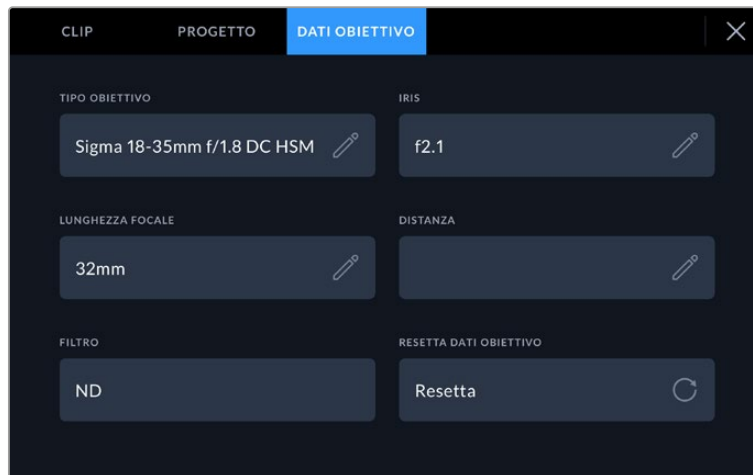 CLIP PROGETTO DATI OBIETTIVO
TIPO OBIETTIVO IRIS
Sigma 18-35mm f/1.8 DC HSM f2.1
LUNGHEZZA FOCALE DISTANZA
32mm
FILTRO RESETTA DATI OBIETTIVO
ND Resetta